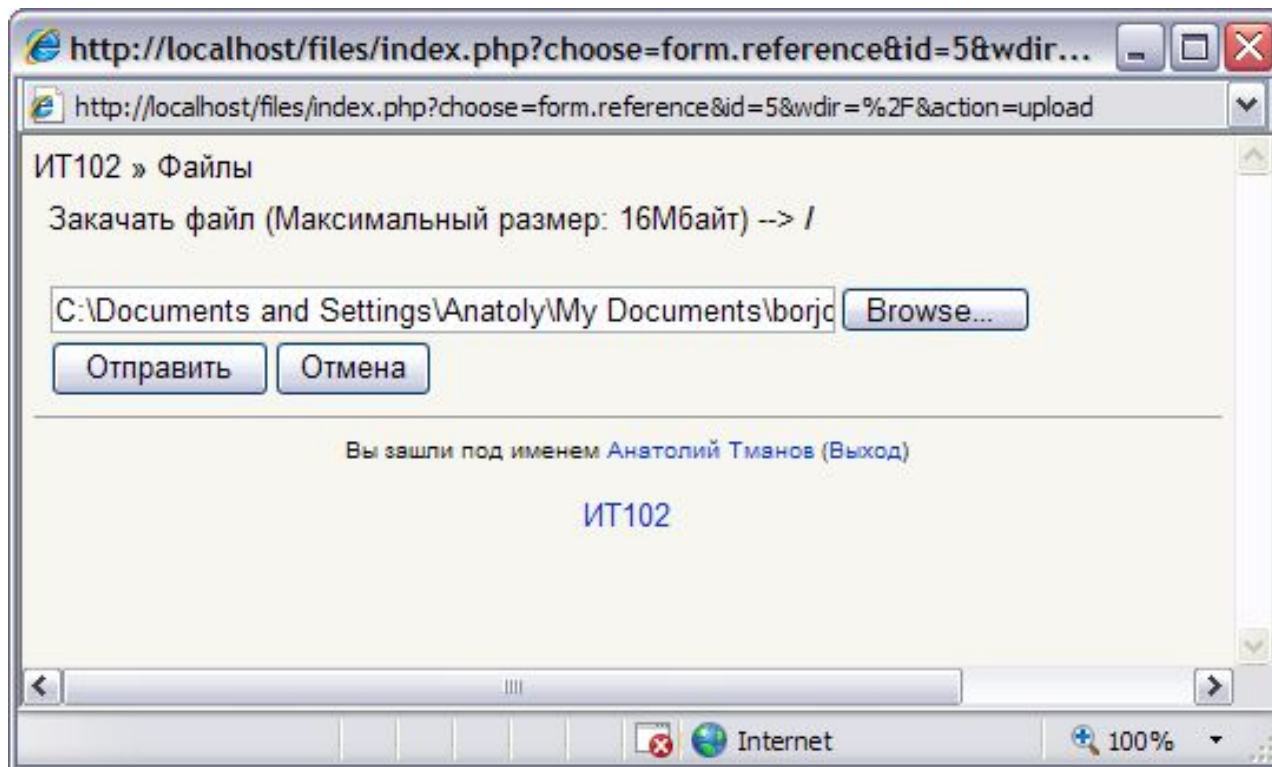 http://localhost/files/index.php?choose=form.reference&id=5&wdir...
http://localhost/files/index.php?choose=form.reference&id=5&wdir=%2F&action=upload
ИТ102 » Файлы
Закачать файл (Максимальный размер: 16Мбайт) --> /
C:\Documents and Settings\Anatoly\My Documents\borjc Browse...
Отправить Отмена
Вы зашли под именем Анатолий Тманов (Выход)
ИТ102
Internet 100%